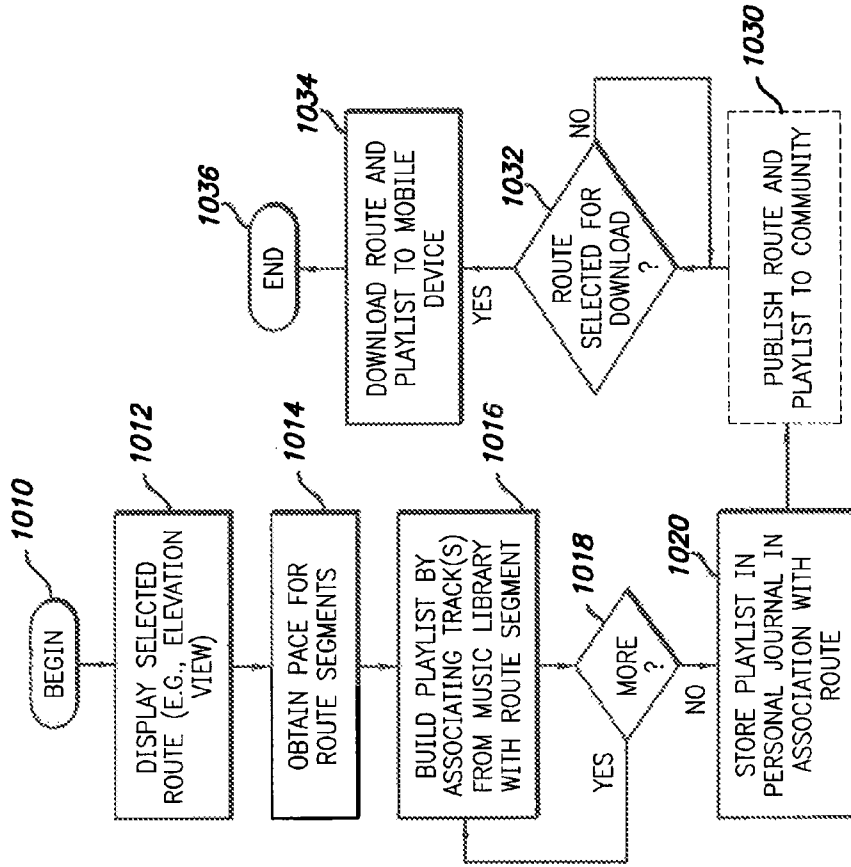 1010
BEGIN
1012
DISPLAY SELECTED
ROUTE (E.G., ELEVATION
VIEW)
1014
OBTAIN PACE FOR
ROUTE SEGMENTS
1016
BUILD PLAYLIST BY
ASSOCIATING TRACK(S)
FROM MUSIC LIBRARY
WITH ROUTE SEGMENT
1018
MORE
?
YES
NO
1020
STORE PLAYLIST IN
PERSONAL JOURNAL IN
ASSOCIATION WITH
ROUTE
1030
PUBLISH ROUTE AND
PLAYLIST TO COMMUNITY
1032
ROUTE
SELECTED FOR
DOWNLOAD
?
NO
YES
1034
DOWNLOAD ROUTE AND
PLAYLIST TO MOBILE
DEVICE
1036
END